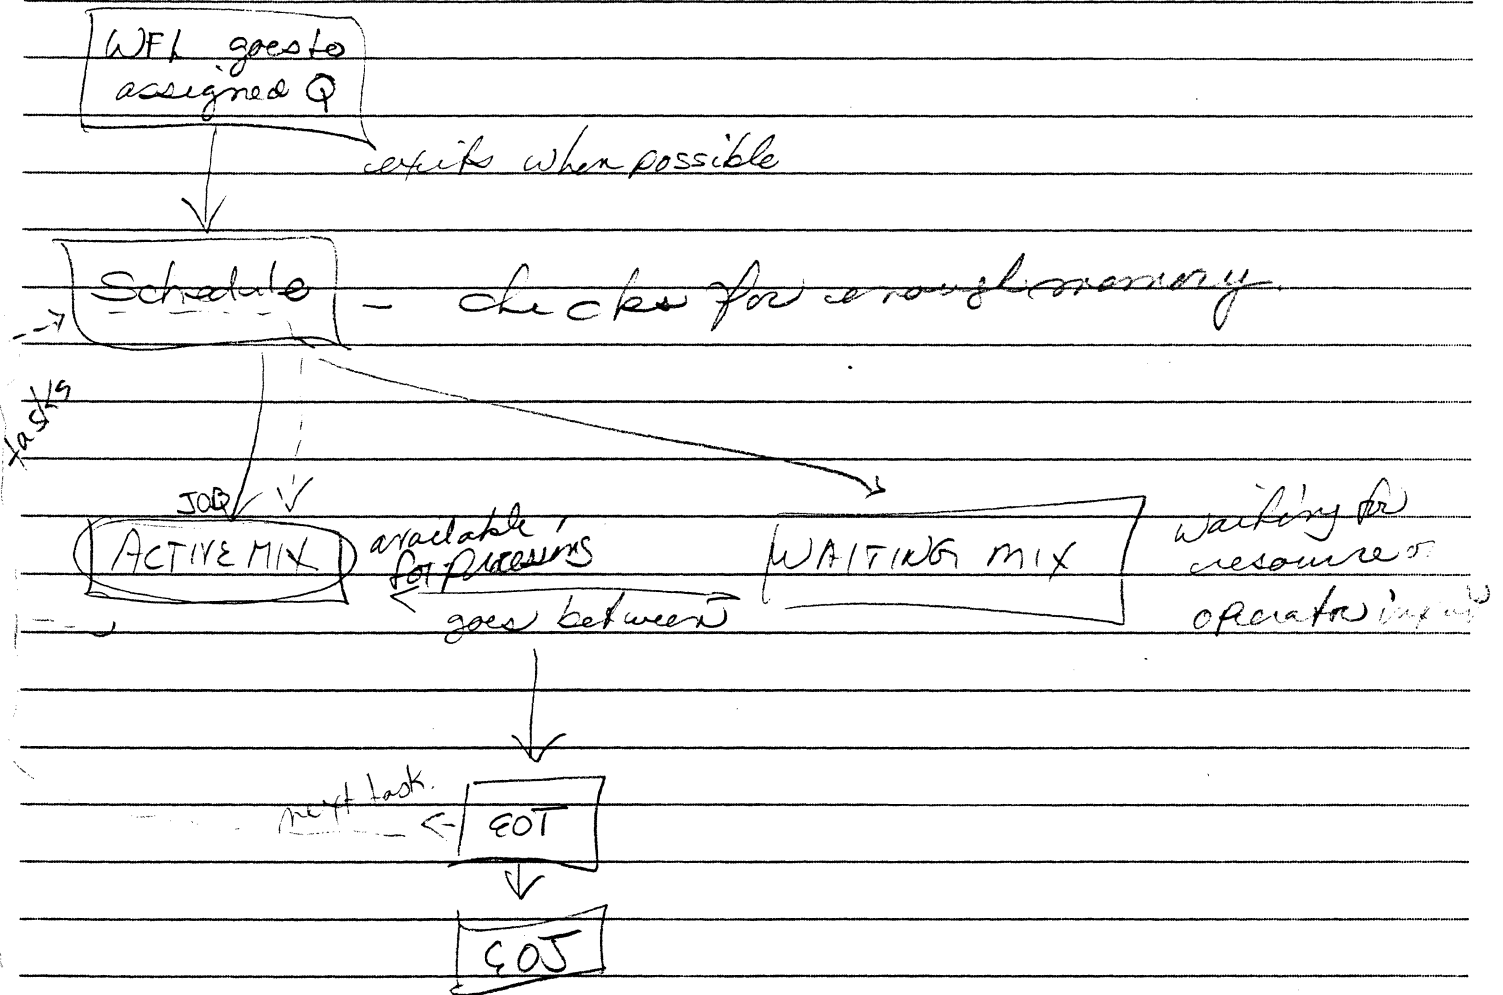 WFL goes to
assigned Q
exits when possible
Schedule - checks for enough memory.
tasks
JOB
ACTIVE MIX
available
for processing
goes between
WAITING MIX
waiting for
resource or
operator input
next task.
EOT
EOJ